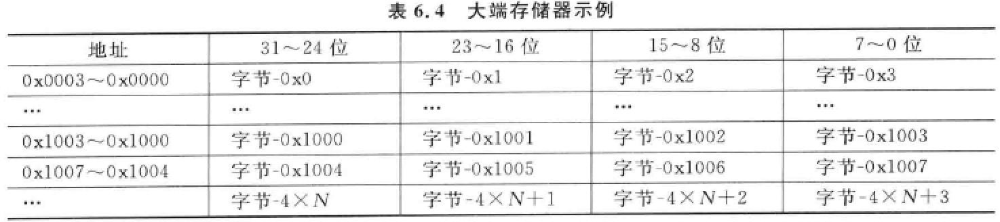 表 6.4 大端存储器示例
地址 31～24 位 23～16 位 15～8 位 7～0 位
0x0003～0x0000 字节-0x0 字节-0x1 字节-0x2 字节-0x3
… … … … …
0x1003～0x1000 字节-0x1000 字节-0x1001 字节-0x1002 字节-0x1003
0x1007～0x1004 字节-0x1004 字节-0x1005 字节-0x1006 字节-0x1007
… 字节-4×N 字节-4×N+1 字节-4×N+2 字节-4×N+3